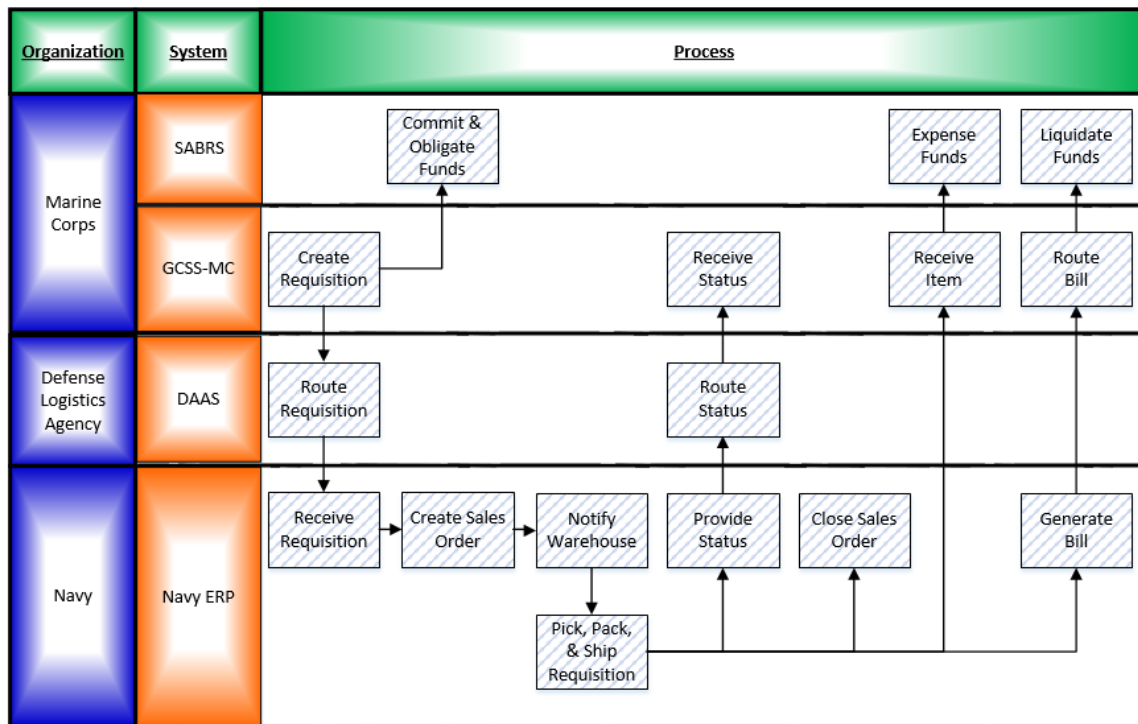 Organization
System
Process
Marine
Corps
SABRS
Commit &
Obligate
Funds
Expense
Funds
Liquidate
Funds
GCSS-MC
Create
Requisition
Receive
Status
Receive
Item
Route
Bill
Defense
Logistics
Agency
DAAS
Route
Requisition
Route
Status
Navy
Navy ERP
Receive
Requisition
Create Sales
Order
Notify
Warehouse
Provide
Status
Close Sales
Order
Generate
Bill
Pick, Pack,
& Ship
Requisition